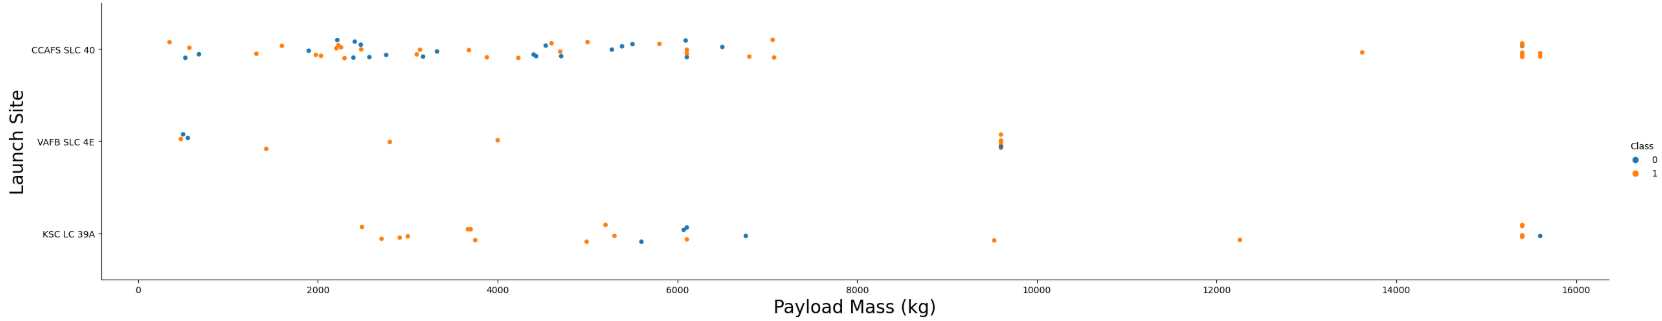 Launch Site
CCAFS SLC 40
VAFB SLC 4E
KSC LC 39A
0 2000 4000 6000 8000 10000 12000 14000 16000
Payload Mass (kg)
Class
0
1